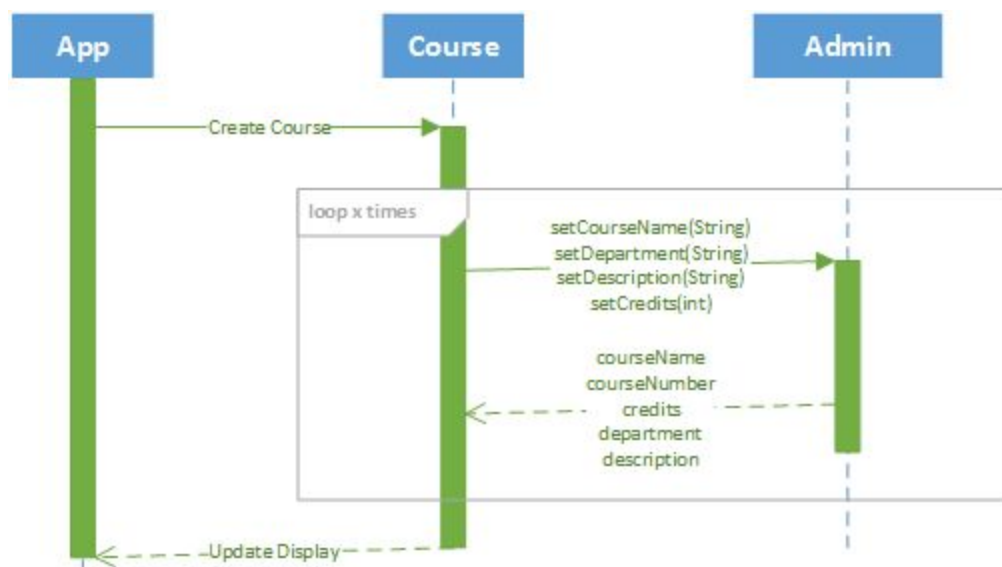 App
Course
Admin
Create Course
loop x times
setCourseName(String)
setDepartment(String)
setDescription(String)
setCredits(int)
courseName
courseNumber
credits
department
description
Update Display